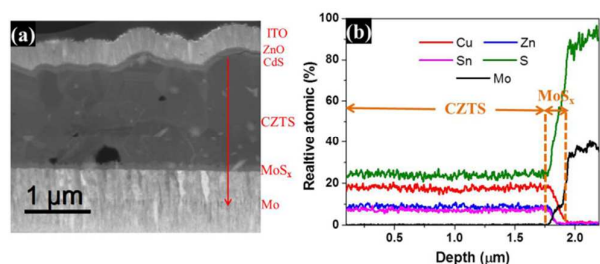 (a)
ITO
ZnO
CdS
CZTS
MoSx
Mo
1 μm
(b)
Cu
Zn
Sn
S
Mo
CZTS
MoSx
Realtive atomic (%)
100
80
60
40
20
0
0.5
1.0
1.5
2.0
Depth (μm)